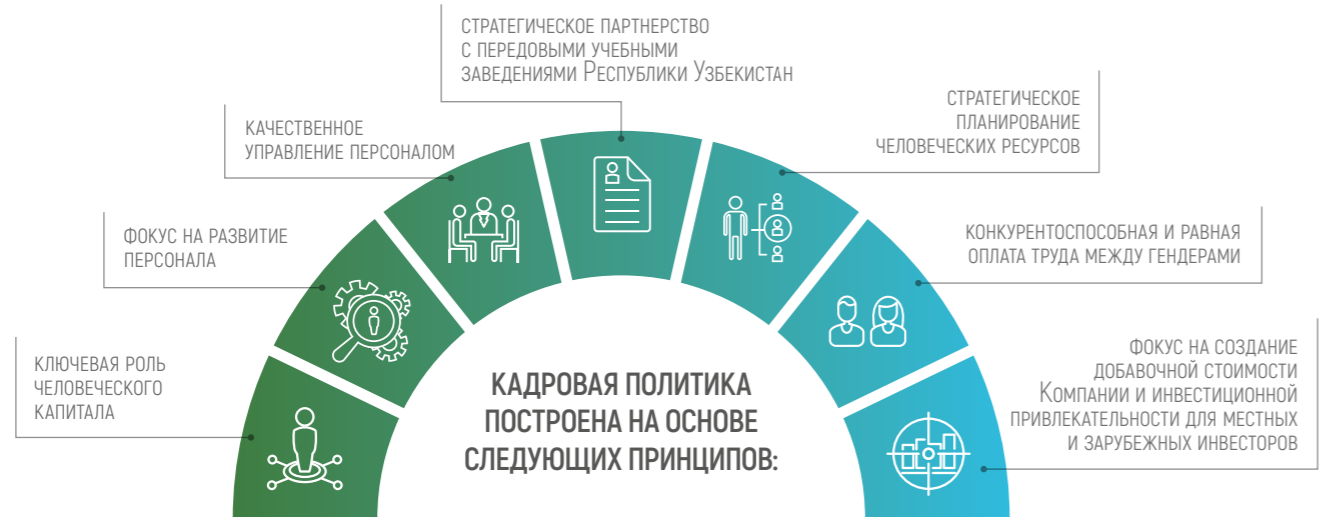 СТРАТЕГИЧЕСКОЕ ПАРТНЕРСТВО
С ПЕРЕДОВЫМИ УЧЕБНЫМИ
ЗАВЕДЕНИЯМИ РЕСПУБЛИКИ УЗБЕКИСТАН
СТРАТЕГИЧЕСКОЕ
ПЛАНИРОВАНИЕ
ЧЕЛОВЕЧЕСКИХ РЕСУРСОВ
КАЧЕСТВЕННОЕ
УПРАВЛЕНИЕ ПЕРСОНАЛОМ
ФОКУС НА РАЗВИТИЕ
ПЕРСОНАЛА
КОНКУРЕНТОСПОСОБНАЯ И РАВНАЯ
ОПЛАТА ТРУДА МЕЖДУ ГЕНДЕРАМИ
КЛЮЧЕВАЯ РОЛЬ
ЧЕЛОВЕЧЕСКОГО
КАПИТАЛА
ФОКУС НА СОЗДАНИЕ
ДОБАВОЧНОЙ СТОИМОСТИ
КОМПАНИИ И ИНВЕСТИЦИОННОЙ
ПРИВЛЕКАТЕЛЬНОСТИ ДЛЯ МЕСТНЫХ
И ЗАРУБЕЖНЫХ ИНВЕСТОРОВ
КАДРОВАЯ ПОЛИТИКА
ПОСТРОЕНА НА ОСНОВЕ
СЛЕДУЮЩИХ ПРИНЦИПОВ: